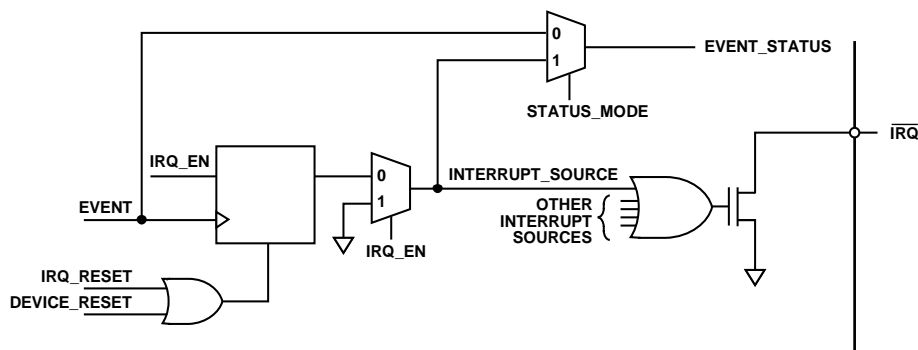 0
EVENT_STATUS
1
STATUS_MODE
IRQ
IRQ_EN
0
INTERRUPT_SOURCE
1
OTHER
INTERRUPT
SOURCES
EVENT
IRQ_EN
IRQ_RESET
DEVICE_RESET